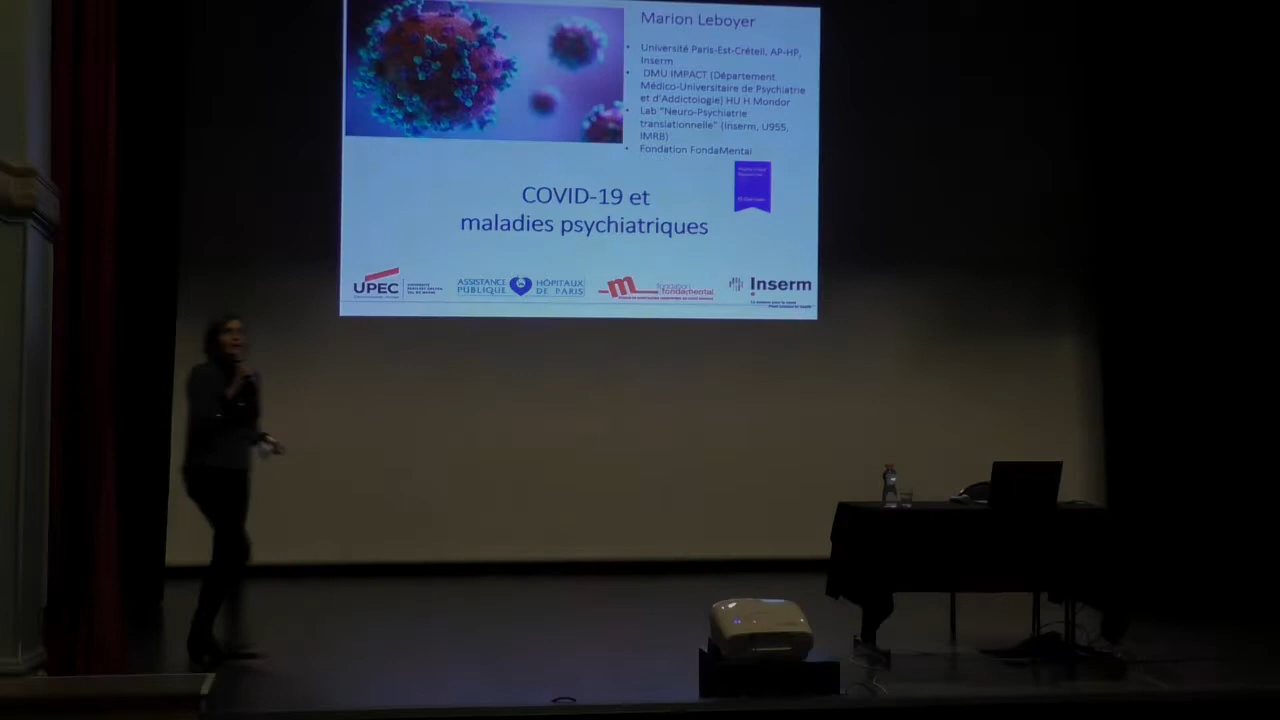 Marion Leboyer
• Université Paris-Est-Créteil, AP-HP,
Inserm
• DMU IMPACT (Département
Médico-Universitaire de Psychiatrie
et d'Addictologie) HU H Mondor
• Lab "Neuro-Psychiatrie
translationnelle" (Inserm, U955,
IMRB)
• Fondation FondaMental
COVID-19 et
maladies psychiatriques
UPEC
ASSISTANCE HÔPITAUX
PUBLIQUE DE PARIS
fondation
fondamental
Inserm